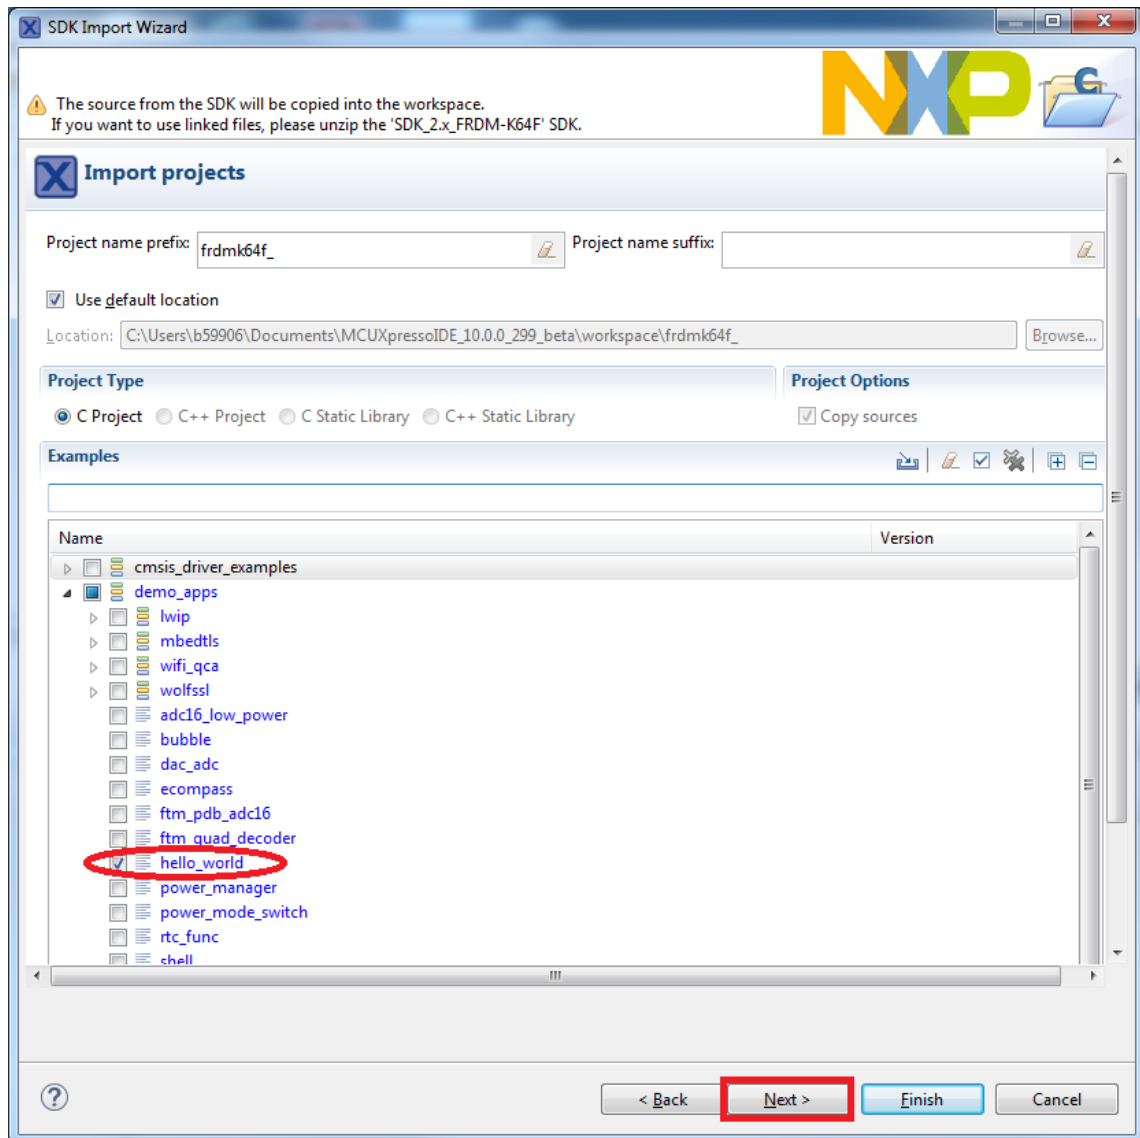 SDK Import Wizard
The source from the SDK will be copied into the workspace.
If you want to use linked files, please unzip the 'SDK_2.x_FRDM-K64F' SDK.
NXP
C
X
Import projects
Project name prefix: frdmk64f_ Project name suffix:
Use default location
Location: C:\Users\b59906\Documents\MCUXpressoIDE_10.0.0_299_beta\workspace\frdmk64f_ Browse...
Project Type Project Options
C Project C++ Project C Static Library C++ Static Library Copy sources
Examples
Name Version
cmsis_driver_examples
demo_apps
lwip
mbedtls
wifi_qca
wolfssl
adc16_low_power
bubble
dac_adc
ecompass
ftm_pdb_adc16
ftm_quad_decoder
hello_world
power_manager
power_mode_switch
rtc_func
shell
? < Back Next > Finish Cancel